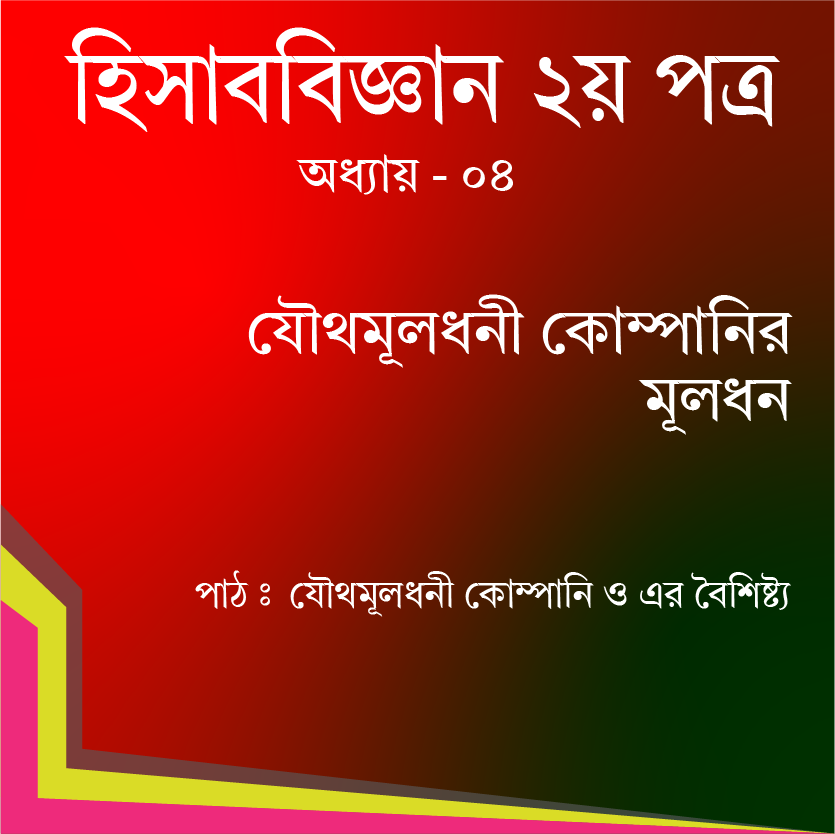 হিসাববিজ্ঞান ২য় পত্র
অধ্যায় - ০৪
যৌথমূলধনী কোম্পানির
মূলধন
পাঠ ঃ যৌথমূলধনী কোম্পানি ও এর বৈশিষ্ট্য